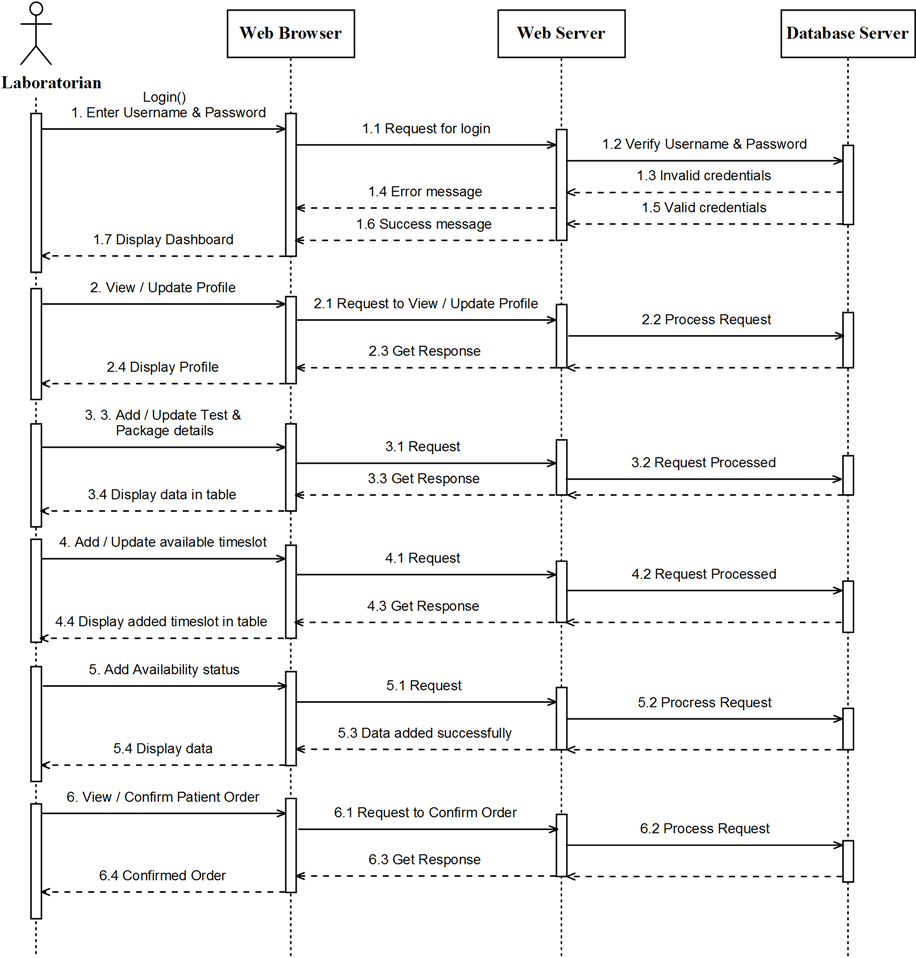 Laboratorian
Web Browser
Web Server
Database Server
Login()
1. Enter Username & Password
1.1 Request for login
1.2 Verify Username & Password
1.3 Invalid credentials
1.4 Error message
1.5 Valid credentials
1.6 Success message
1.7 Display Dashboard
2. View / Update Profile
2.1 Request to View / Update Profile
2.2 Process Request
2.3 Get Response
2.4 Display Profile
3. 3. Add / Update Test &
Package details
3.1 Request
3.2 Request Processed
3.3 Get Response
3.4 Display data in table
4. Add / Update available timeslot
4.1 Request
4.2 Request Processed
4.3 Get Response
4.4 Display added timeslot in table
5. Add Availability status
5.1 Request
5.2 Procress Request
5.3 Data added successfully
5.4 Display data
6. View / Confirm Patient Order
6.1 Request to Confirm Order
6.2 Process Request
6.3 Get Response
6.4 Confirmed Order